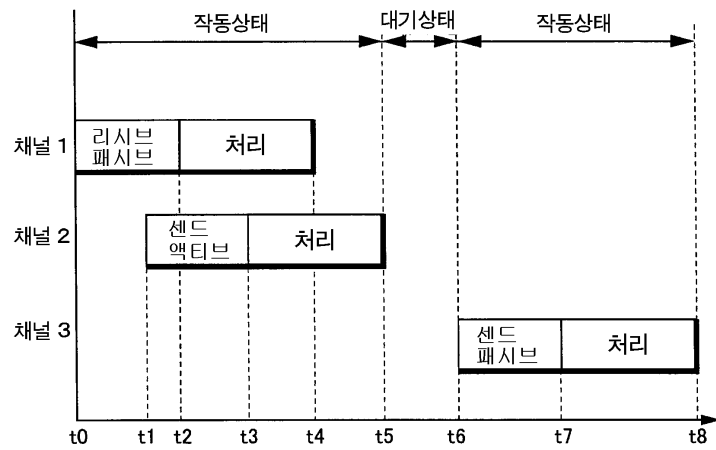 작동상태 대기상태 작동상태
채널 1
리시브
패시브
처리
채널 2
센드
액티브
처리
채널 3
센드
패시브
처리
t0 t1 t2 t3 t4 t5 t6 t7 t8